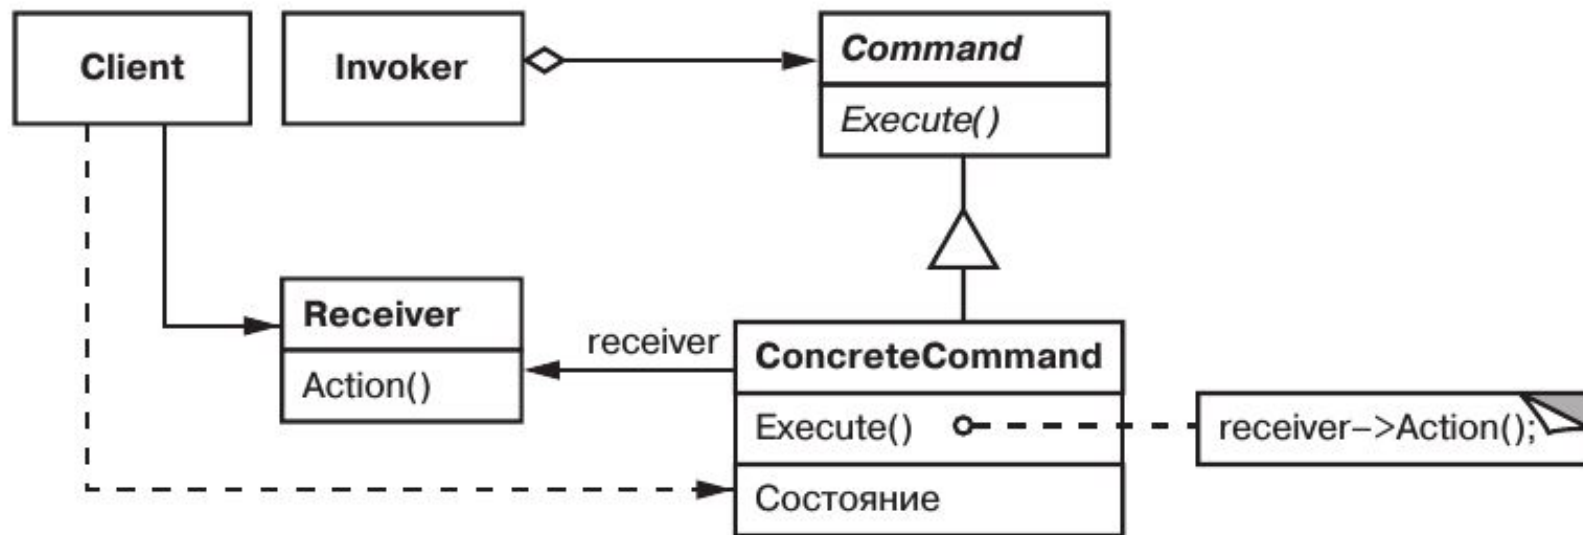 Client
Invoker
Command
Execute()
Receiver
Action()
receiver
ConcreteCommand
Execute()
receiver–>Action();
Состояние